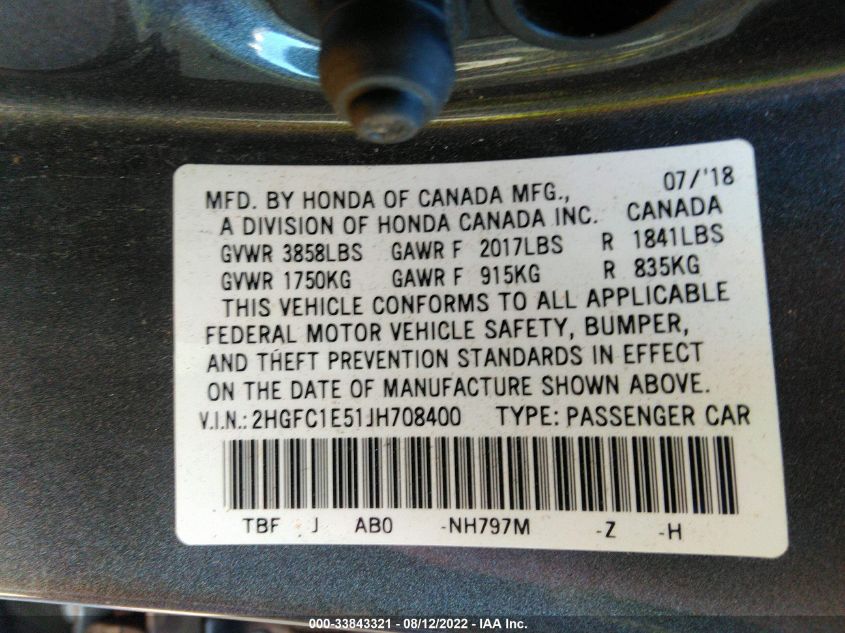 07/'18
MFD. BY HONDA OF CANADA MFG.,
A DIVISION OF HONDA CANADA INC. CANADA
GVWR 3858LBS GAWR F 2017LBS R 1841LBS
GVWR 1750KG GAWR F 915KG R 835KG
THIS VEHICLE CONFORMS TO ALL APPLICABLE
FEDERAL MOTOR VEHICLE SAFETY, BUMPER,
AND THEFT PREVENTION STANDARDS IN EFFECT
ON THE DATE OF MANUFACTURE SHOWN ABOVE.
V.I.N.: 2HGFC1E51JH708400 TYPE: PASSENGER CAR
TBF J AB0 -NH797M -Z -H
000-33843321 - 08/12/2022 - IAA Inc.